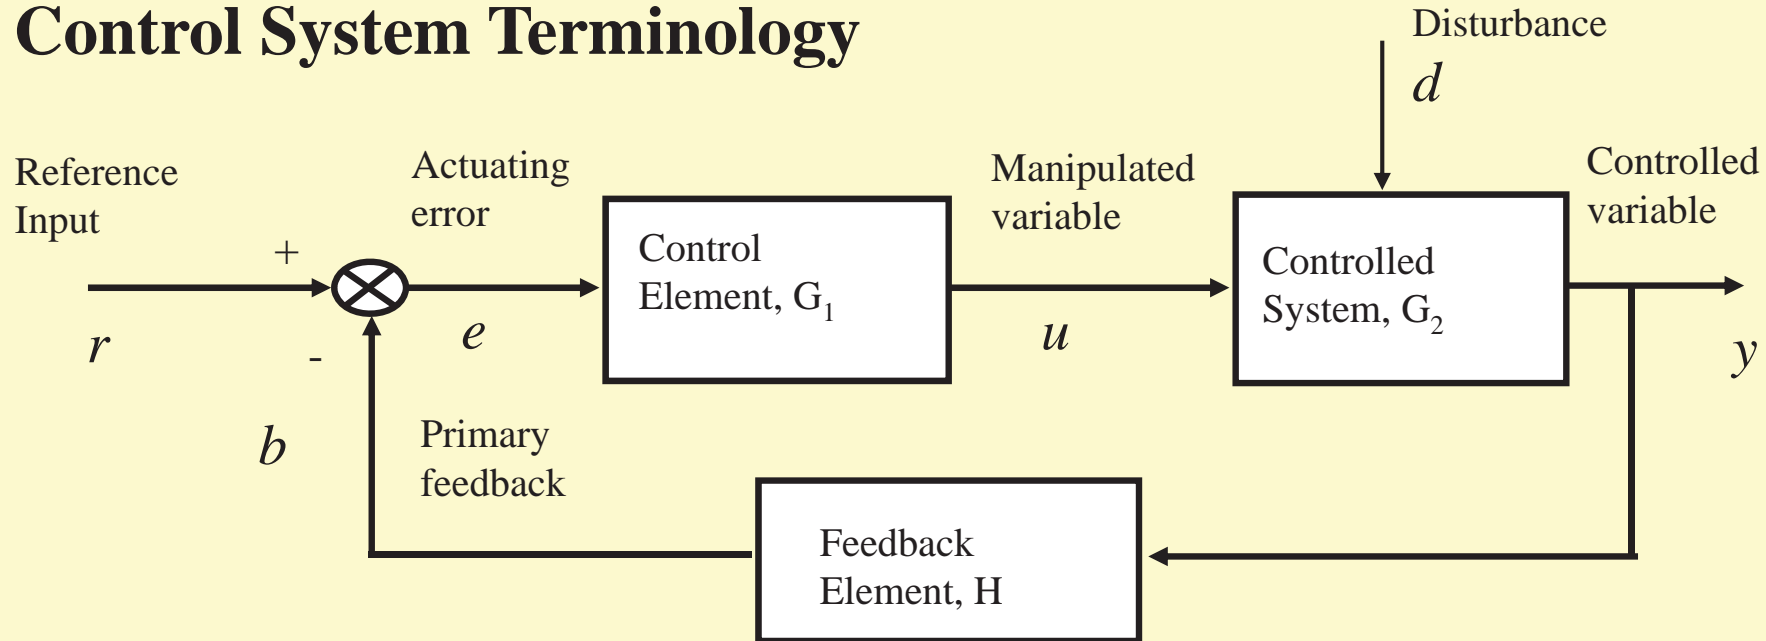 Control System Terminology
Disturbance
d
Reference
Input
Actuating
error
Manipulated
variable
Controlled
variable
+
Control
Element, G₁
Controlled
System, G₂
r
-
e
u
y
b
Primary
feedback
Feedback
Element, H